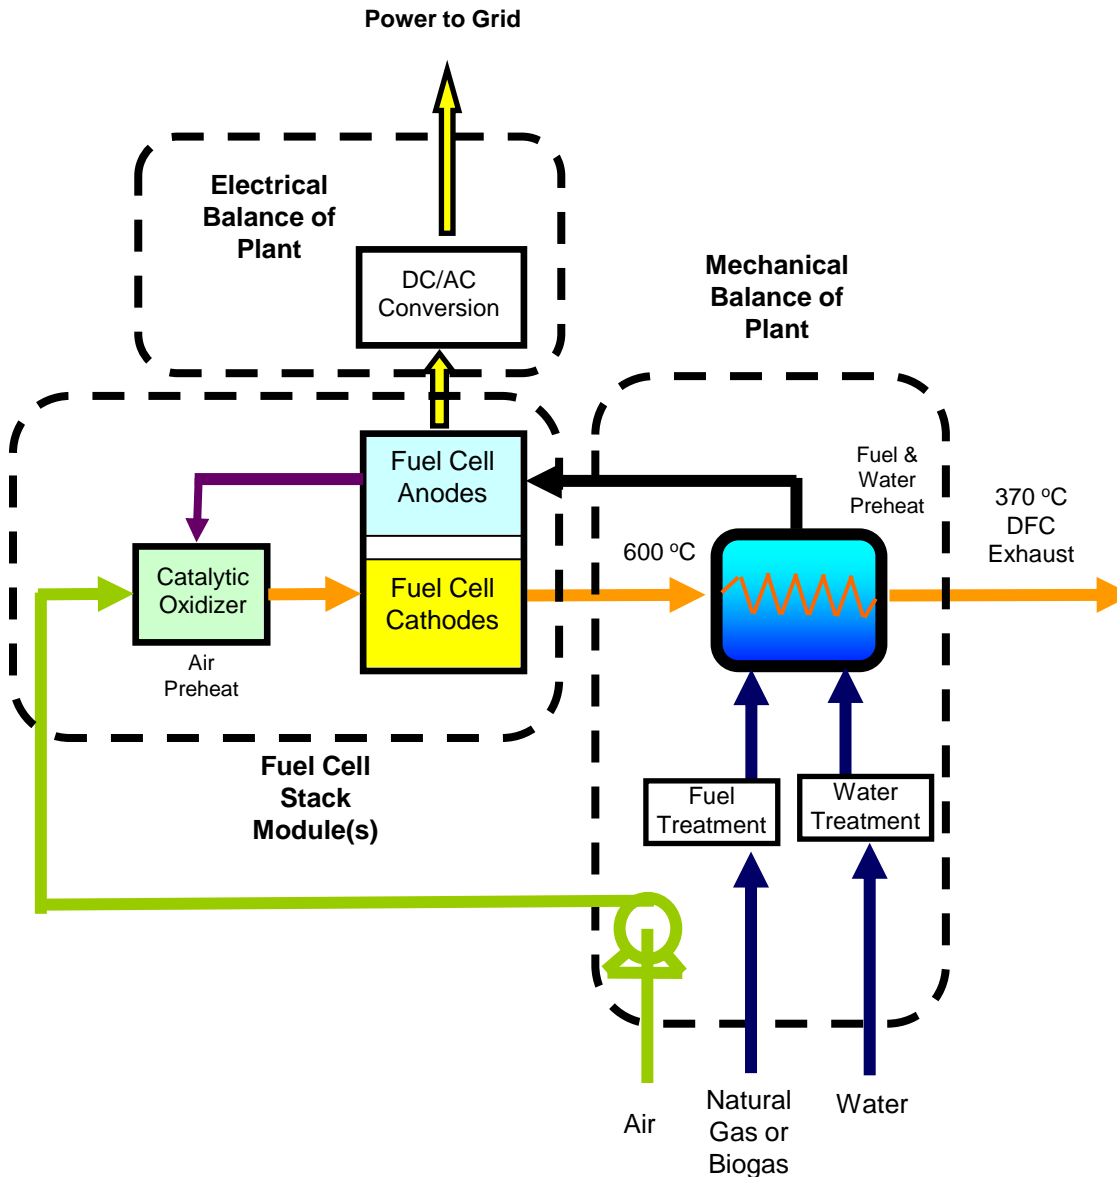 Power to Grid
Electrical
Balance of
Plant
DC/AC
Conversion
Mechanical
Balance of
Plant
Fuel Cell
Anodes
Fuel &
Water
Preheat
370 ºC
DFC
Exhaust
600 ºC
Catalytic
Oxidizer
Fuel Cell
Cathodes
Air
Preheat
Fuel Cell
Stack
Module(s)
Fuel
Treatment
Water
Treatment
Air
Natural
Gas or
Biogas
Water